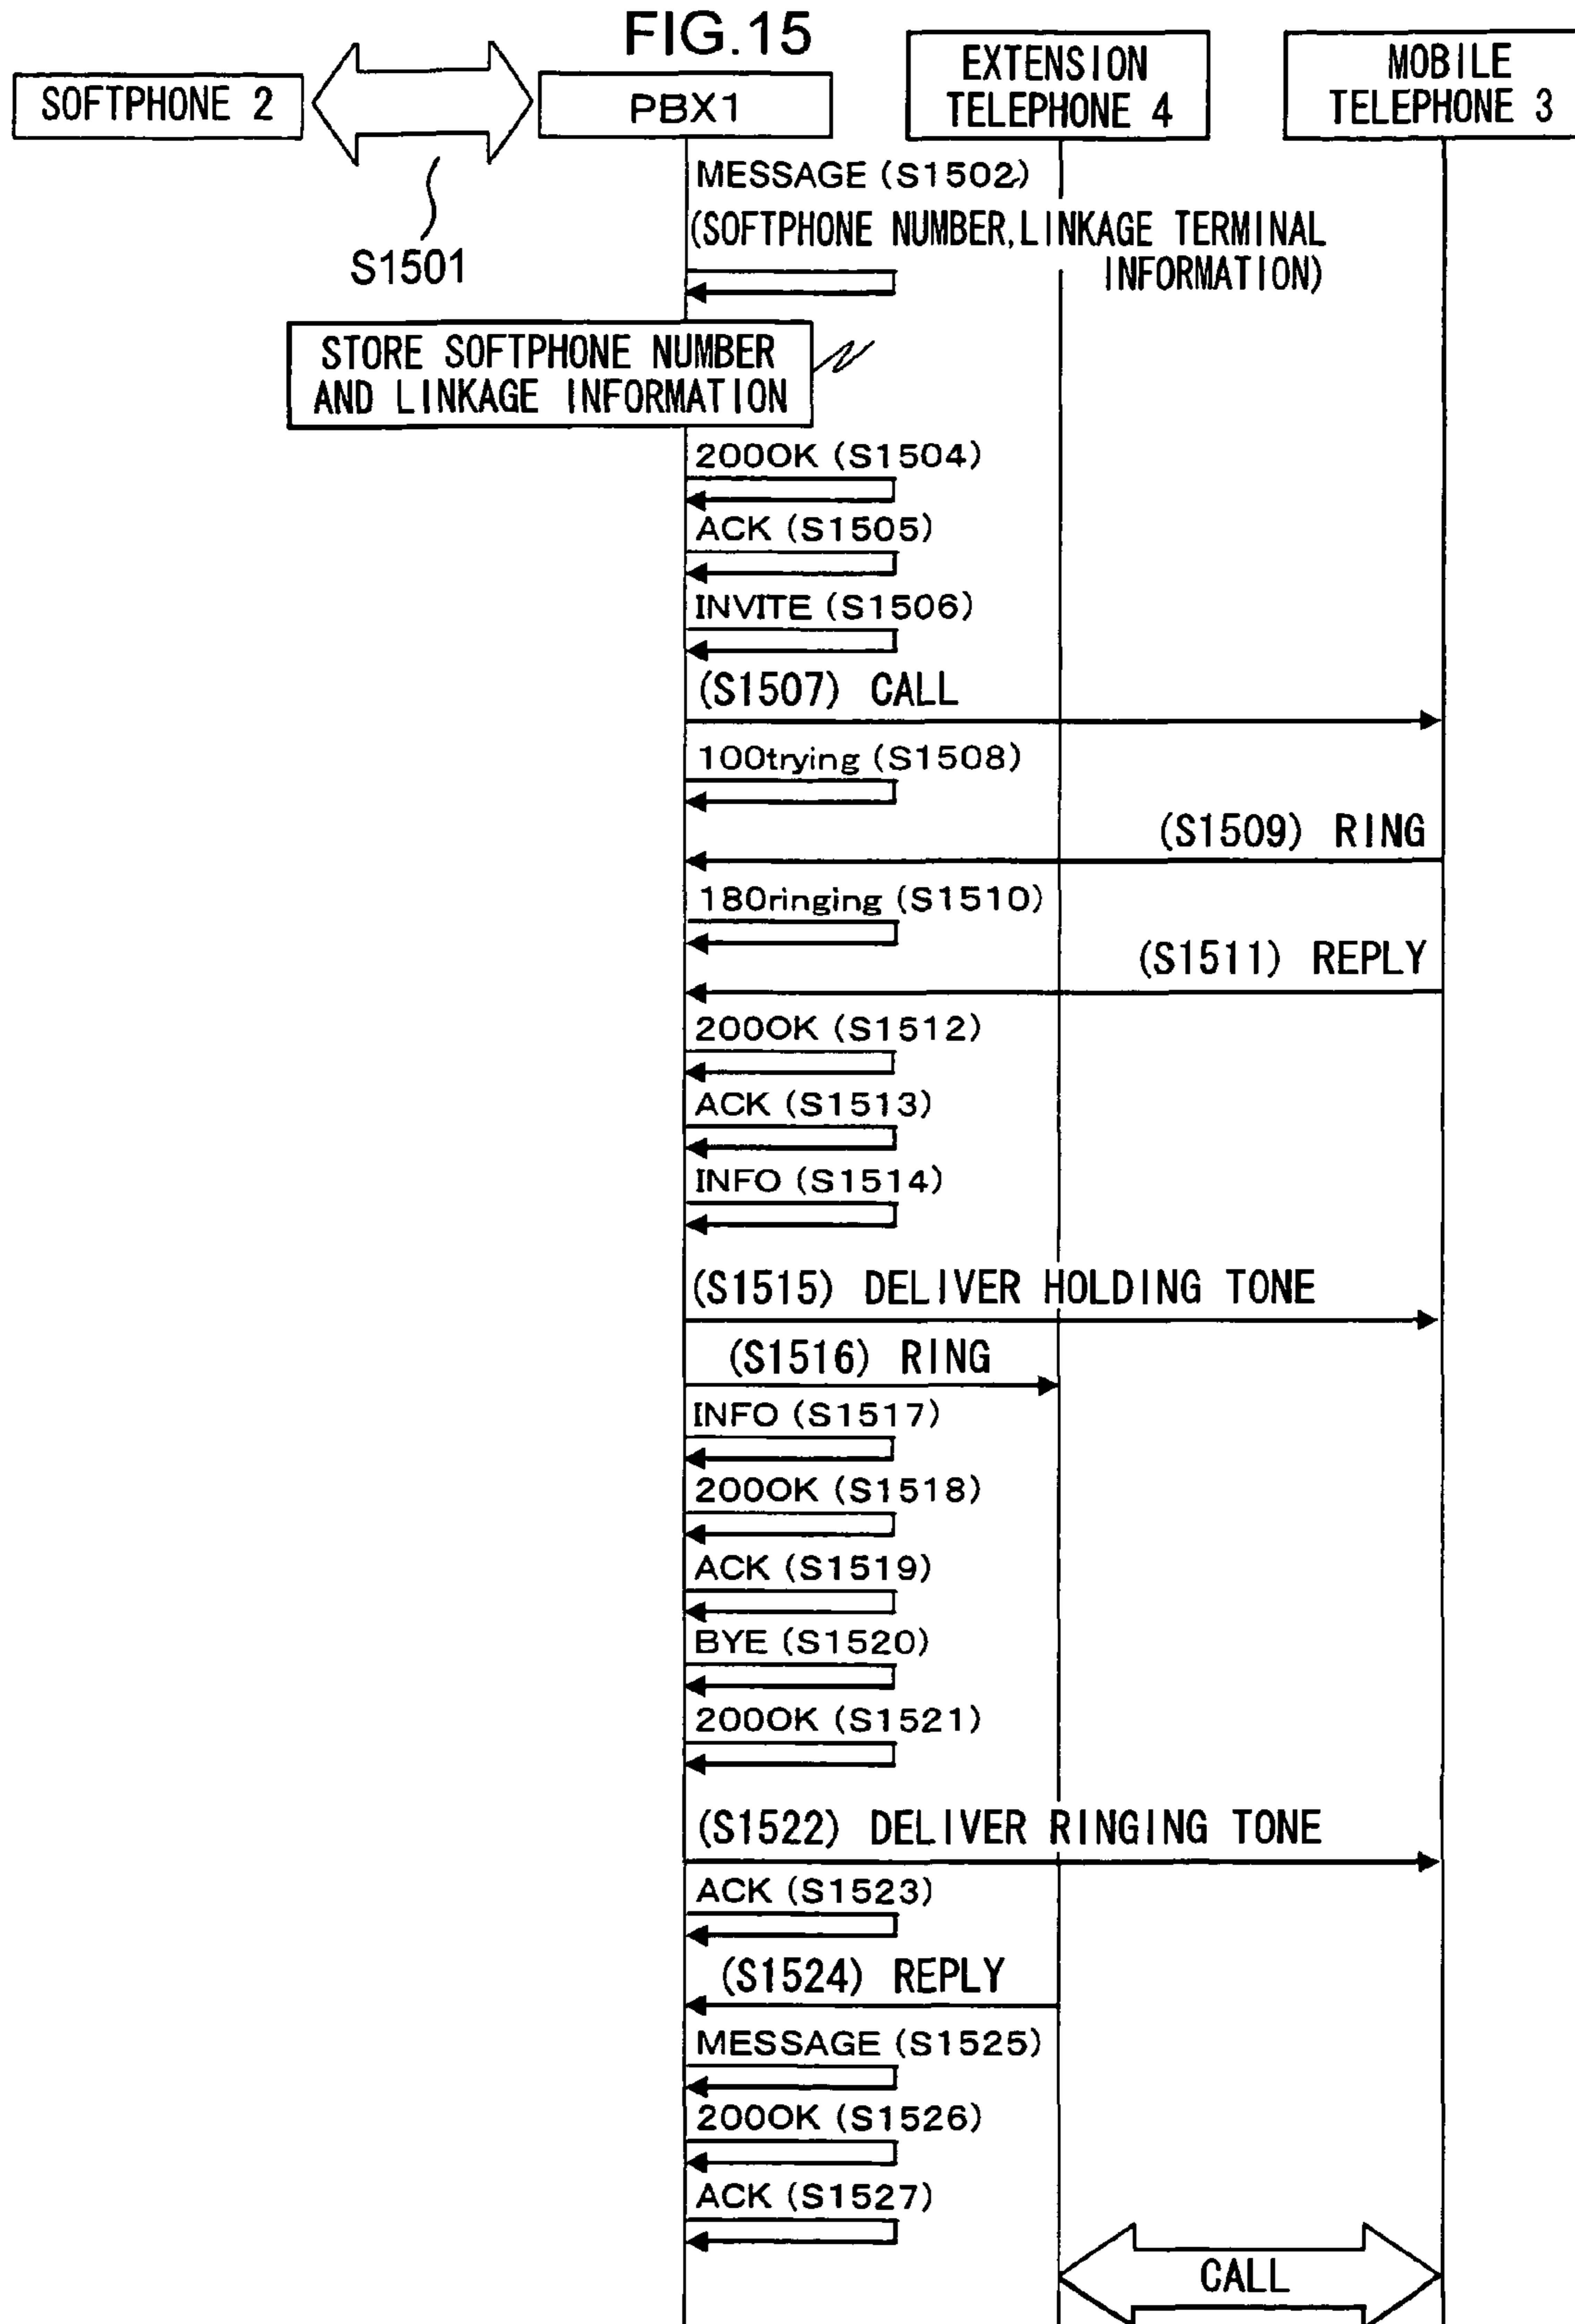 FIG.15
SOFTPHONE 2
PBX1
EXTENSION
TELEPHONE 4
MOBILE
TELEPHONE 3
S1501
MESSAGE (S1502)
(SOFTPHONE NUMBER,LINKAGE TERMINAL
INFORMATION)
STORE SOFTPHONE NUMBER
AND LINKAGE INFORMATION
200OK (S1504)
ACK (S1505)
INVITE (S1506)
(S1507) CALL
100trying (S1508)
(S1509) RING
180ringing (S1510)
(S1511) REPLY
200OK (S1512)
ACK (S1513)
INFO (S1514)
(S1515) DELIVER HOLDING TONE
(S1516) RING
INFO (S1517)
200OK (S1518)
ACK (S1519)
BYE (S1520)
200OK (S1521)
(S1522) DELIVER RINGING TONE
ACK (S1523)
(S1524) REPLY
MESSAGE (S1525)
200OK (S1526)
ACK (S1527)
CALL